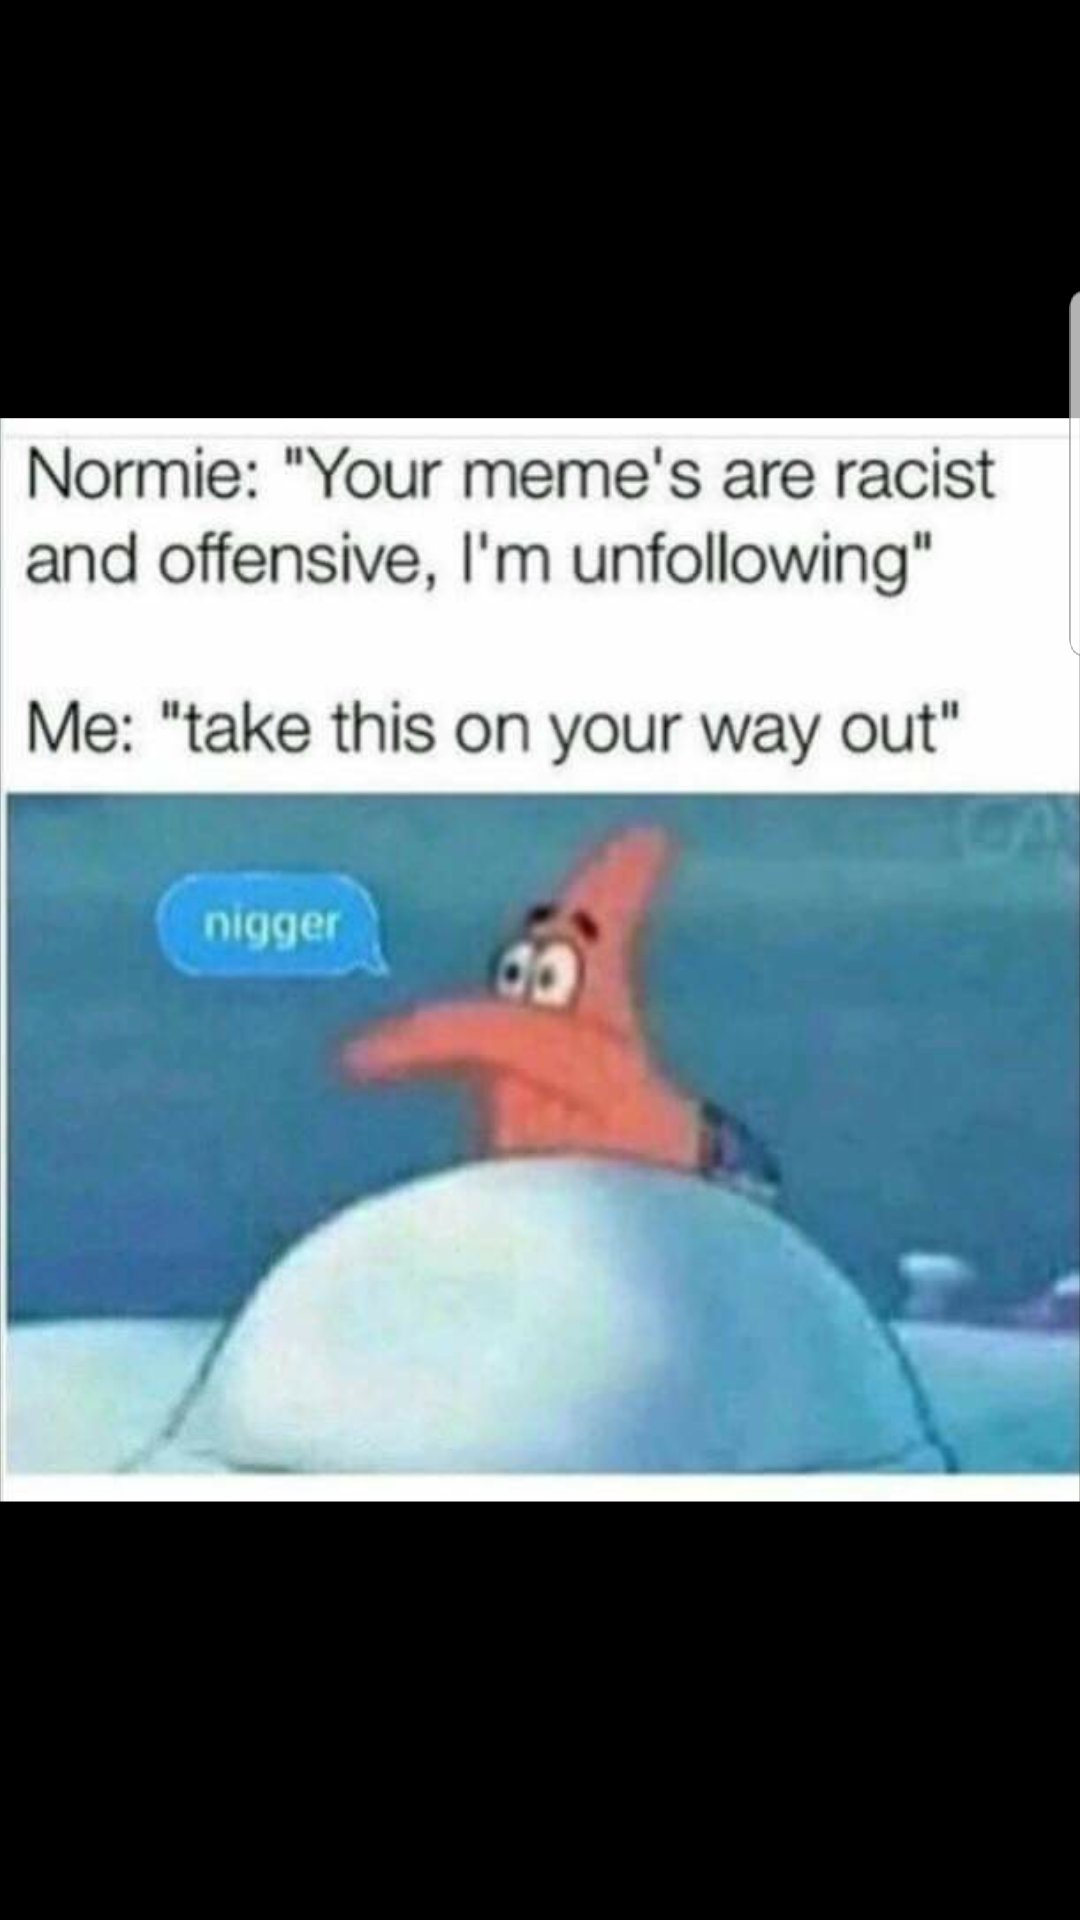 Normie: "Your meme's are racist
and offensive, I'm unfollowing"
Me: "take this on your way out"
nigger